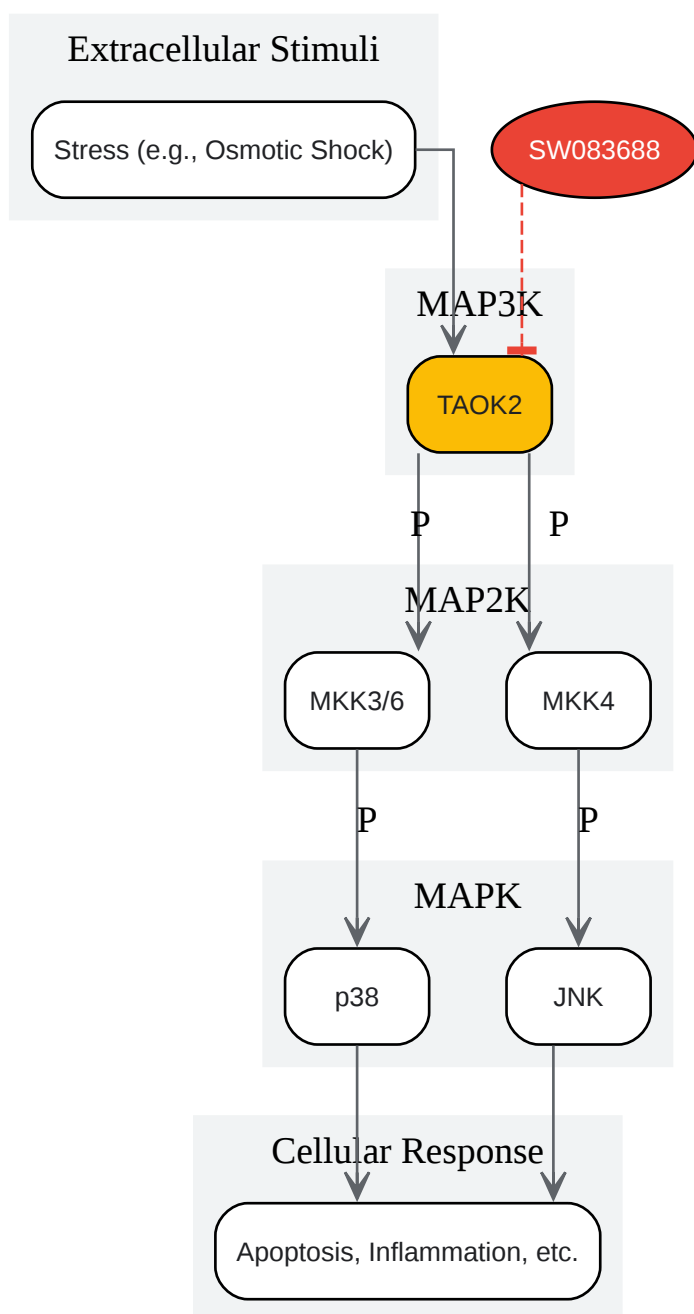 Extracellular Stimuli
Stress (e.g., Osmotic Shock)
SW083688
MAP3K
TAOK2
P
P
MAP2K
MKK3/6
MKK4
P
P
MAPK
p38
JNK
Cellular Response
Apoptosis, Inflammation, etc.